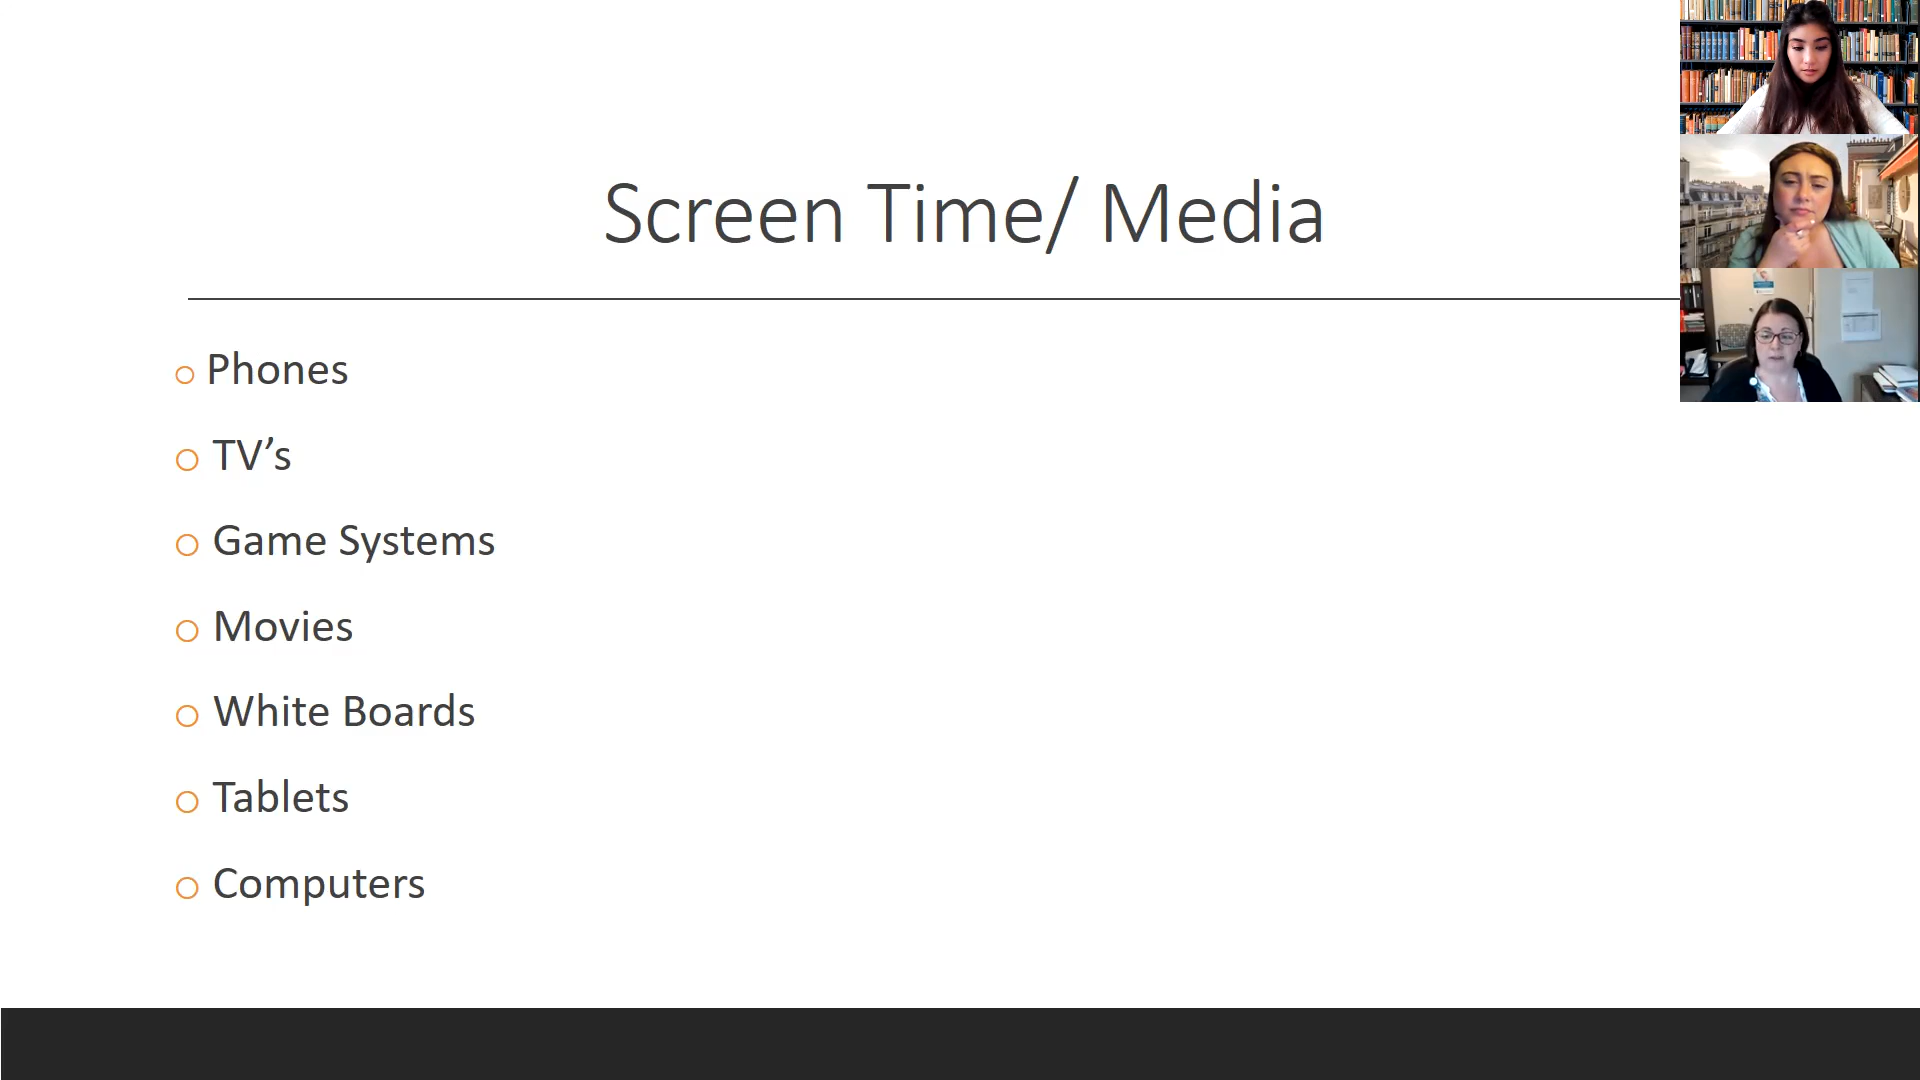 Screen Time/ Media
Phones
TV’s
Game Systems
Movies
White Boards
Tablets
Computers